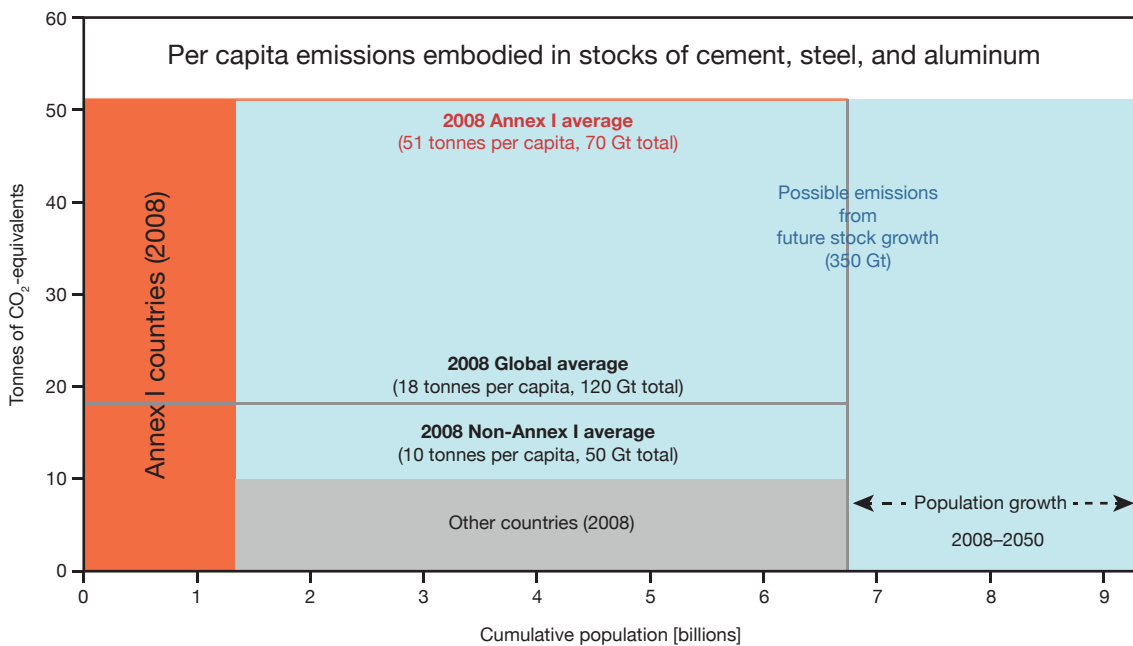 Per capita emissions embodied in stocks of cement, steel, and aluminum
60
50
40
30
20
10
0
Tonnes of CO₂-equivalents
Annex I countries (2008)
2008 Annex I average
(51 tonnes per capita, 70 Gt total)
Possible emissions
from
future stock growth
(350 Gt)
2008 Global average
(18 tonnes per capita, 120 Gt total)
2008 Non-Annex I average
(10 tonnes per capita, 50 Gt total)
Other countries (2008)
Population growth
2008–2050
0 1 2 3 4 5 6 7 8 9
Cumulative population [billions]